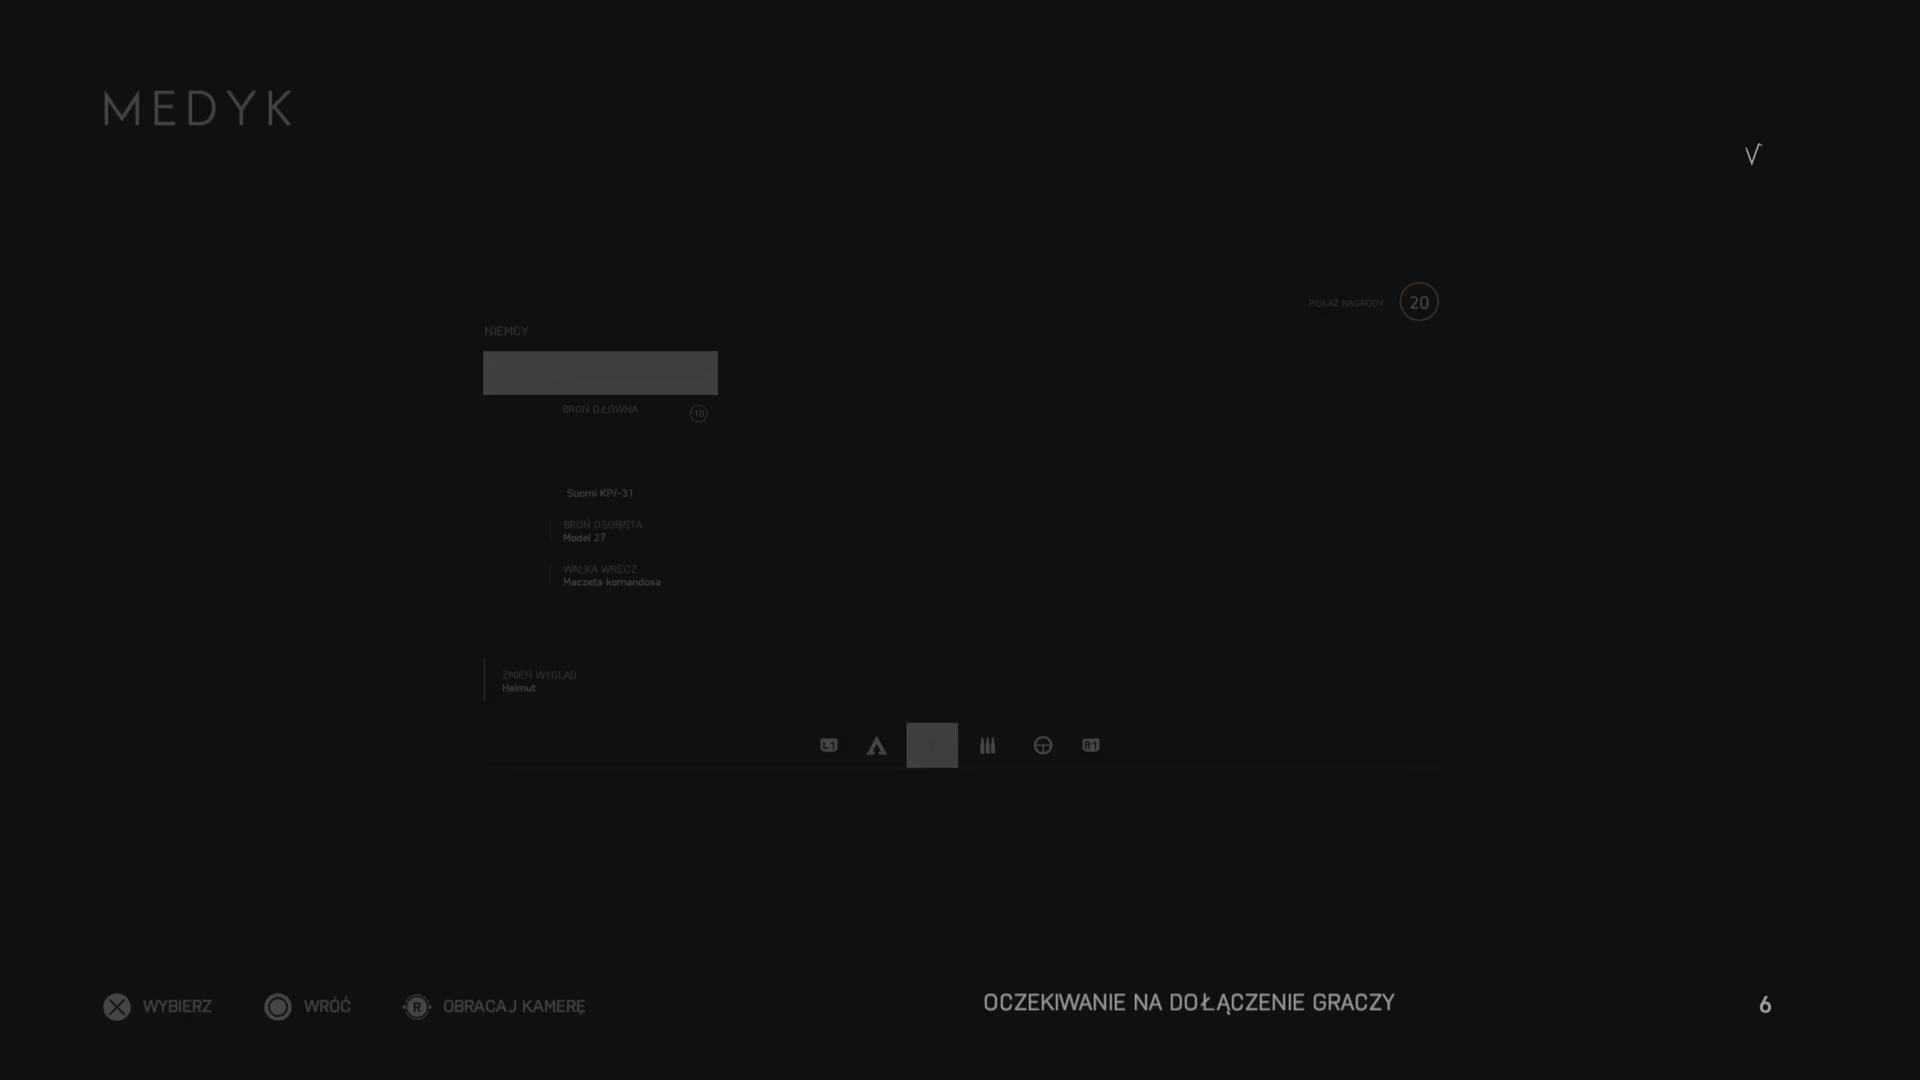 MEDYK
POKAŻ NAGRODY 20
NIEMCY
BROŃ GŁÓWNA 10
Suomi KP/-31
BROŃ OSOBISTA
Model 27
WALKA WRĘCZ
Maczeta komandosa
ZMIEŃ WYGLĄD
Helmut
L1 R1
WYBIERZ WRÓĆ R OBRACAJ KAMERĘ OCZEKIWANIE NA DOŁĄCZENIE GRACZY 6